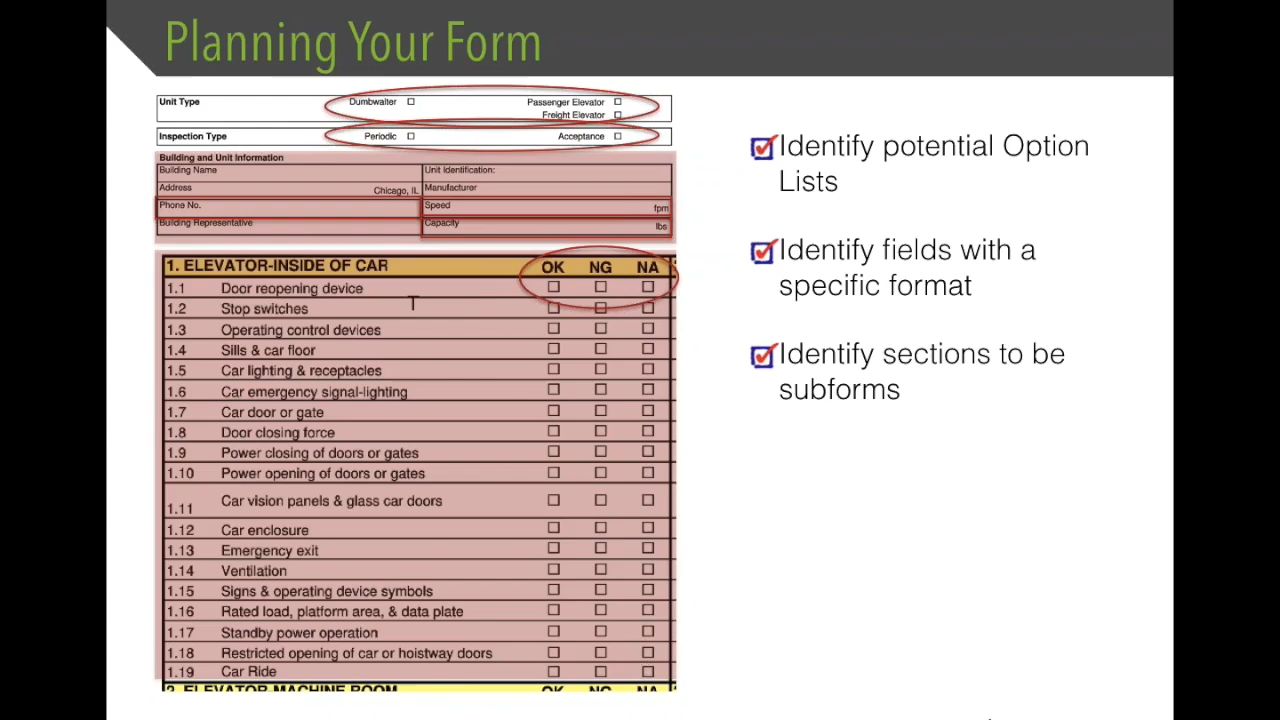 Planning Your Form
Unit Type Dumbwaiter Passenger Elevator
Freight Elevator
Inspection Type Periodic Acceptance
Building and Unit Information
Building Name Unit Identification:
Address Chicago, IL Manufacturer
Phone No. Speed fpm
Building Representative Capacity lbs
1. ELEVATOR-INSIDE OF CAR OK NG NA
1.1 Door reopening device
1.2 Stop switches
1.3 Operating control devices
1.4 Sills & car floor
1.5 Car lighting & receptacles
1.6 Car emergency signal-lighting
1.7 Car door or gate
1.8 Door closing force
1.9 Power closing of doors or gates
1.10 Power opening of doors or gates
1.11 Car vision panels & glass car doors
1.12 Car enclosure
1.13 Emergency exit
1.14 Ventilation
1.15 Signs & operating device symbols
1.16 Rated load, platform area, & data plate
1.17 Standby power operation
1.18 Restricted opening of car or hoistway doors
1.19 Car Ride
2. ELEVATOR-MACHINE ROOM OK NG NA
Identify potential Option
Lists
Identify fields with a
specific format
Identify sections to be
subforms